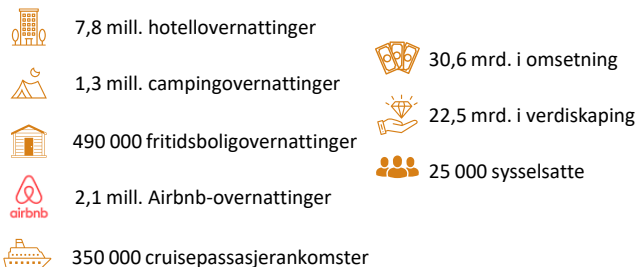 7,8 mill. hotellovernattinger
1,3 mill. campingovernattinger
490 000 fritidsboligovernattinger
airbnb
2,1 mill. Airbnb-overnattinger
350 000 cruisepassasjerankomster
30,6 mrd. i omsetning
22,5 mrd. i verdiskaping
25 000 sysselsatte